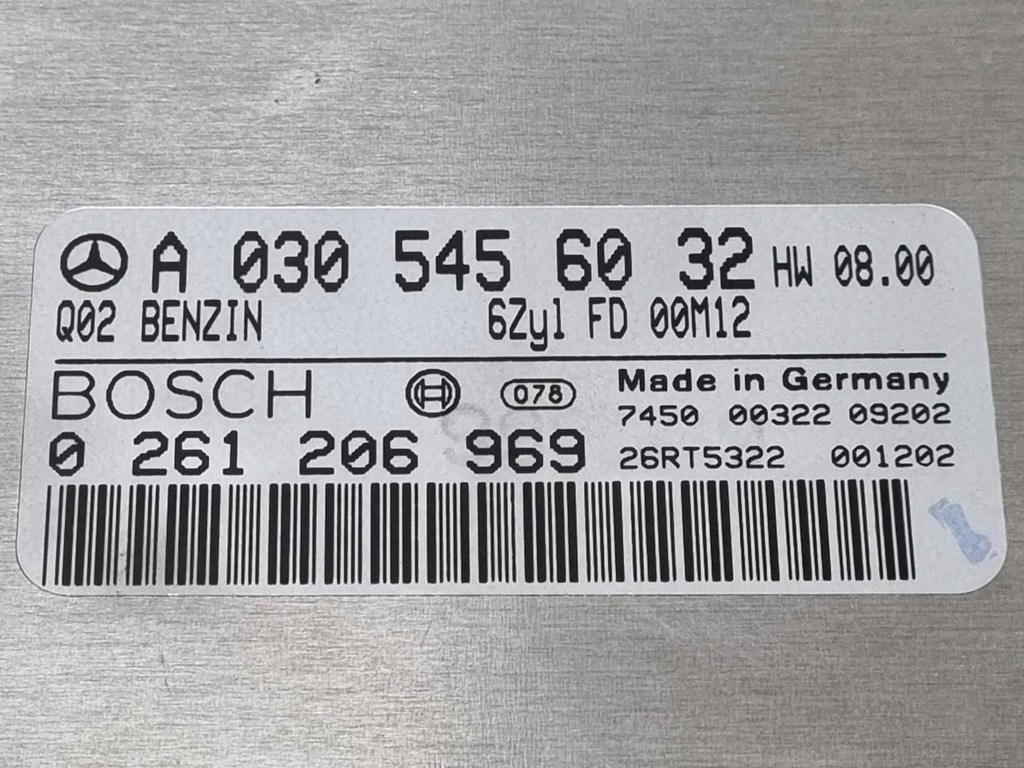 A 030 545 60 32 HW 08.00
Q02 BENZIN 6Zyl FD 00M12
BOSCH 078 Made in Germany
7450 00322 09202
0 261 206 969 26RT5322 001202